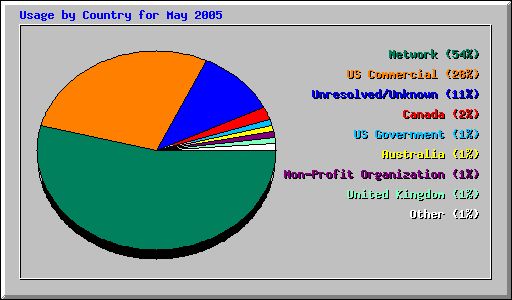 Usage by Country for May 2005
Network (54%)
US Commercial (26%)
Unresolved/Unknown (11%)
Canada (2%)
US Government (1%)
Australia (1%)
Non-Profit Organization (1%)
United Kingdom (1%)
Other (1%)